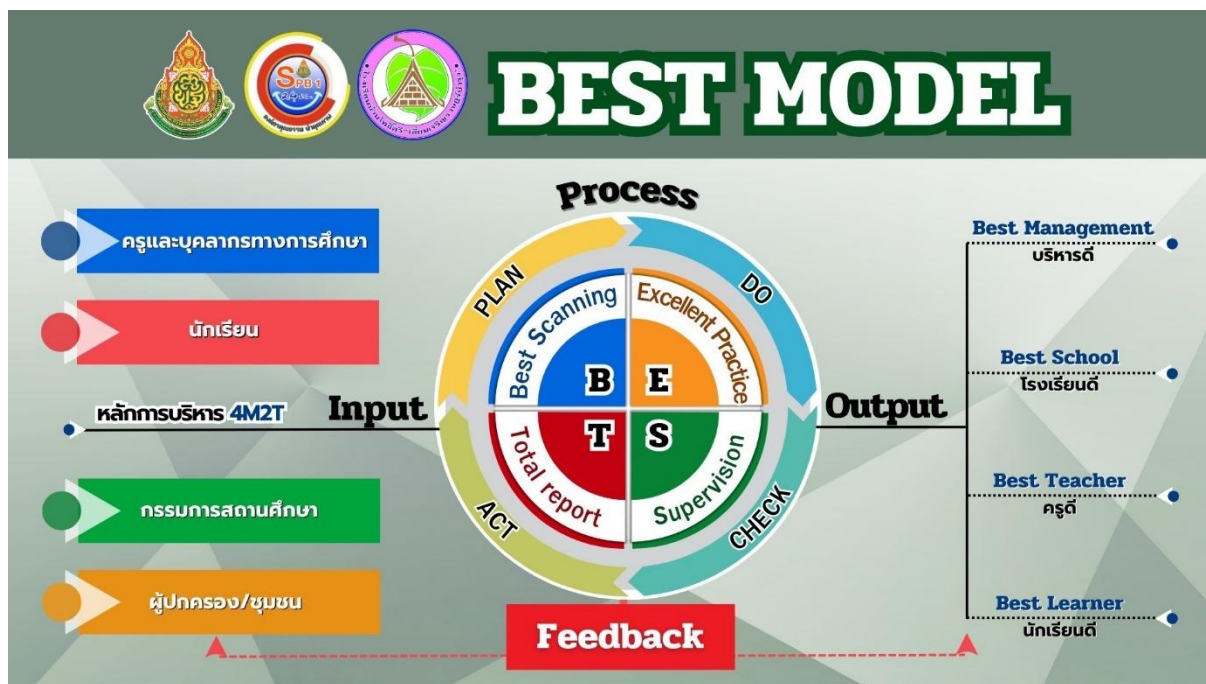 SPB 1
BEST MODEL
Process
ครูและบุคลากรทางการศึกษา
นักเรียน
หลักการบริหาร 4M2T
Input
กรรมการสถานศึกษา
ผู้ปกครอง/ชุมชน
PLAN
DO
CHECK
ACT
Best Scanning
Excellent Practice
B
E
T
S
Total report
Supervision
Output
Best Management
บริหารดี
Best School
โรงเรียนดี
Best Teacher
ครูดี
Best Learner
นักเรียนดี
Feedback